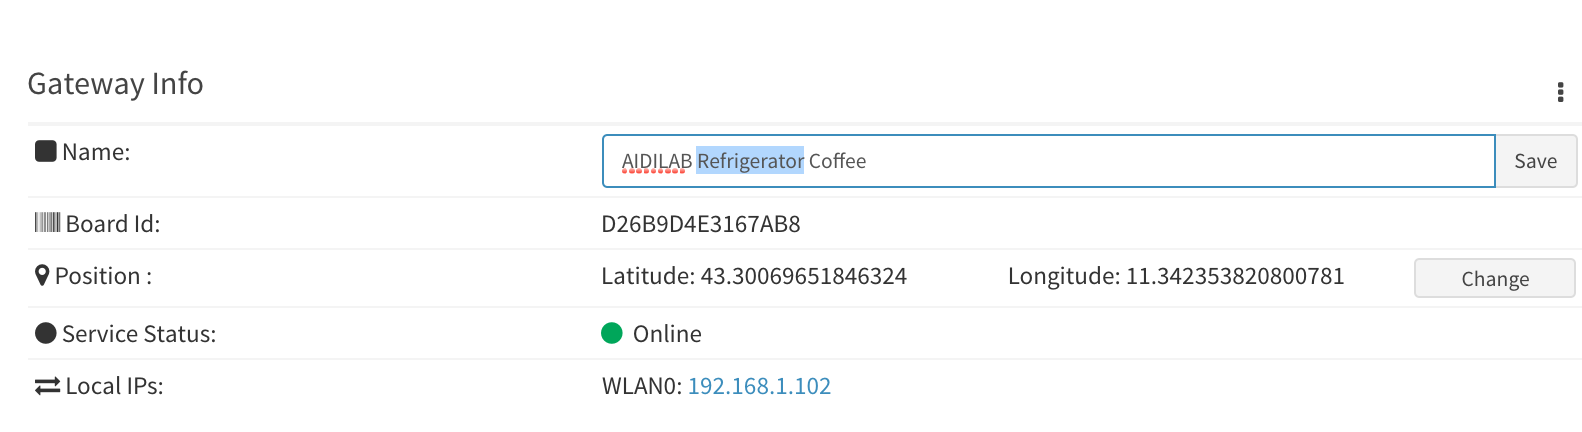 Gateway Info
Name: AIDILAB Refrigerator Coffee Save
Board Id: D26B9D4E3167AB8
Position : Latitude: 43.30069651846324 Longitude: 11.342353820800781 Change
Service Status: Online
Local IPs: WLAN0: 192.168.1.102